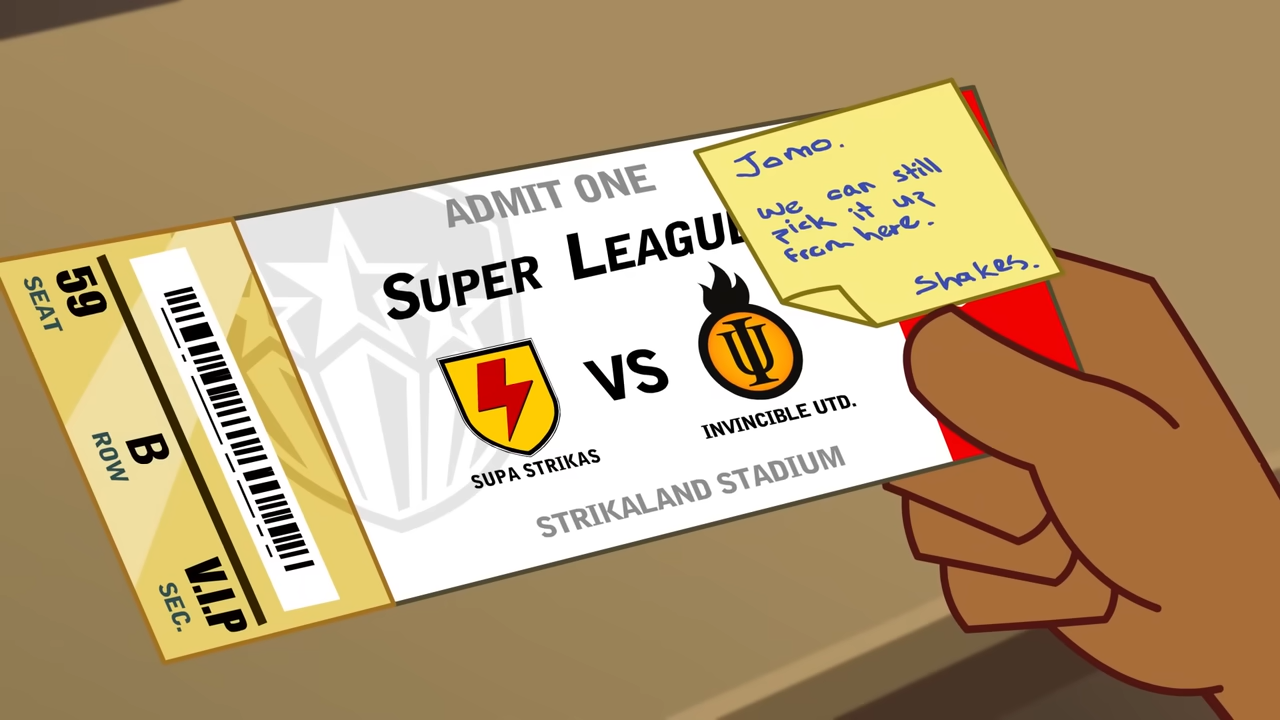 ADMIT ONE
SUPER LEAGUE
SUPA STRIKAS
VS
INVINCIBLE UTD.
STRIKALAND STADIUM
Jomo.
we can still
pick it up
from here.
Shakes.
59
SEAT
B
ROW
V.I.P
SEC.